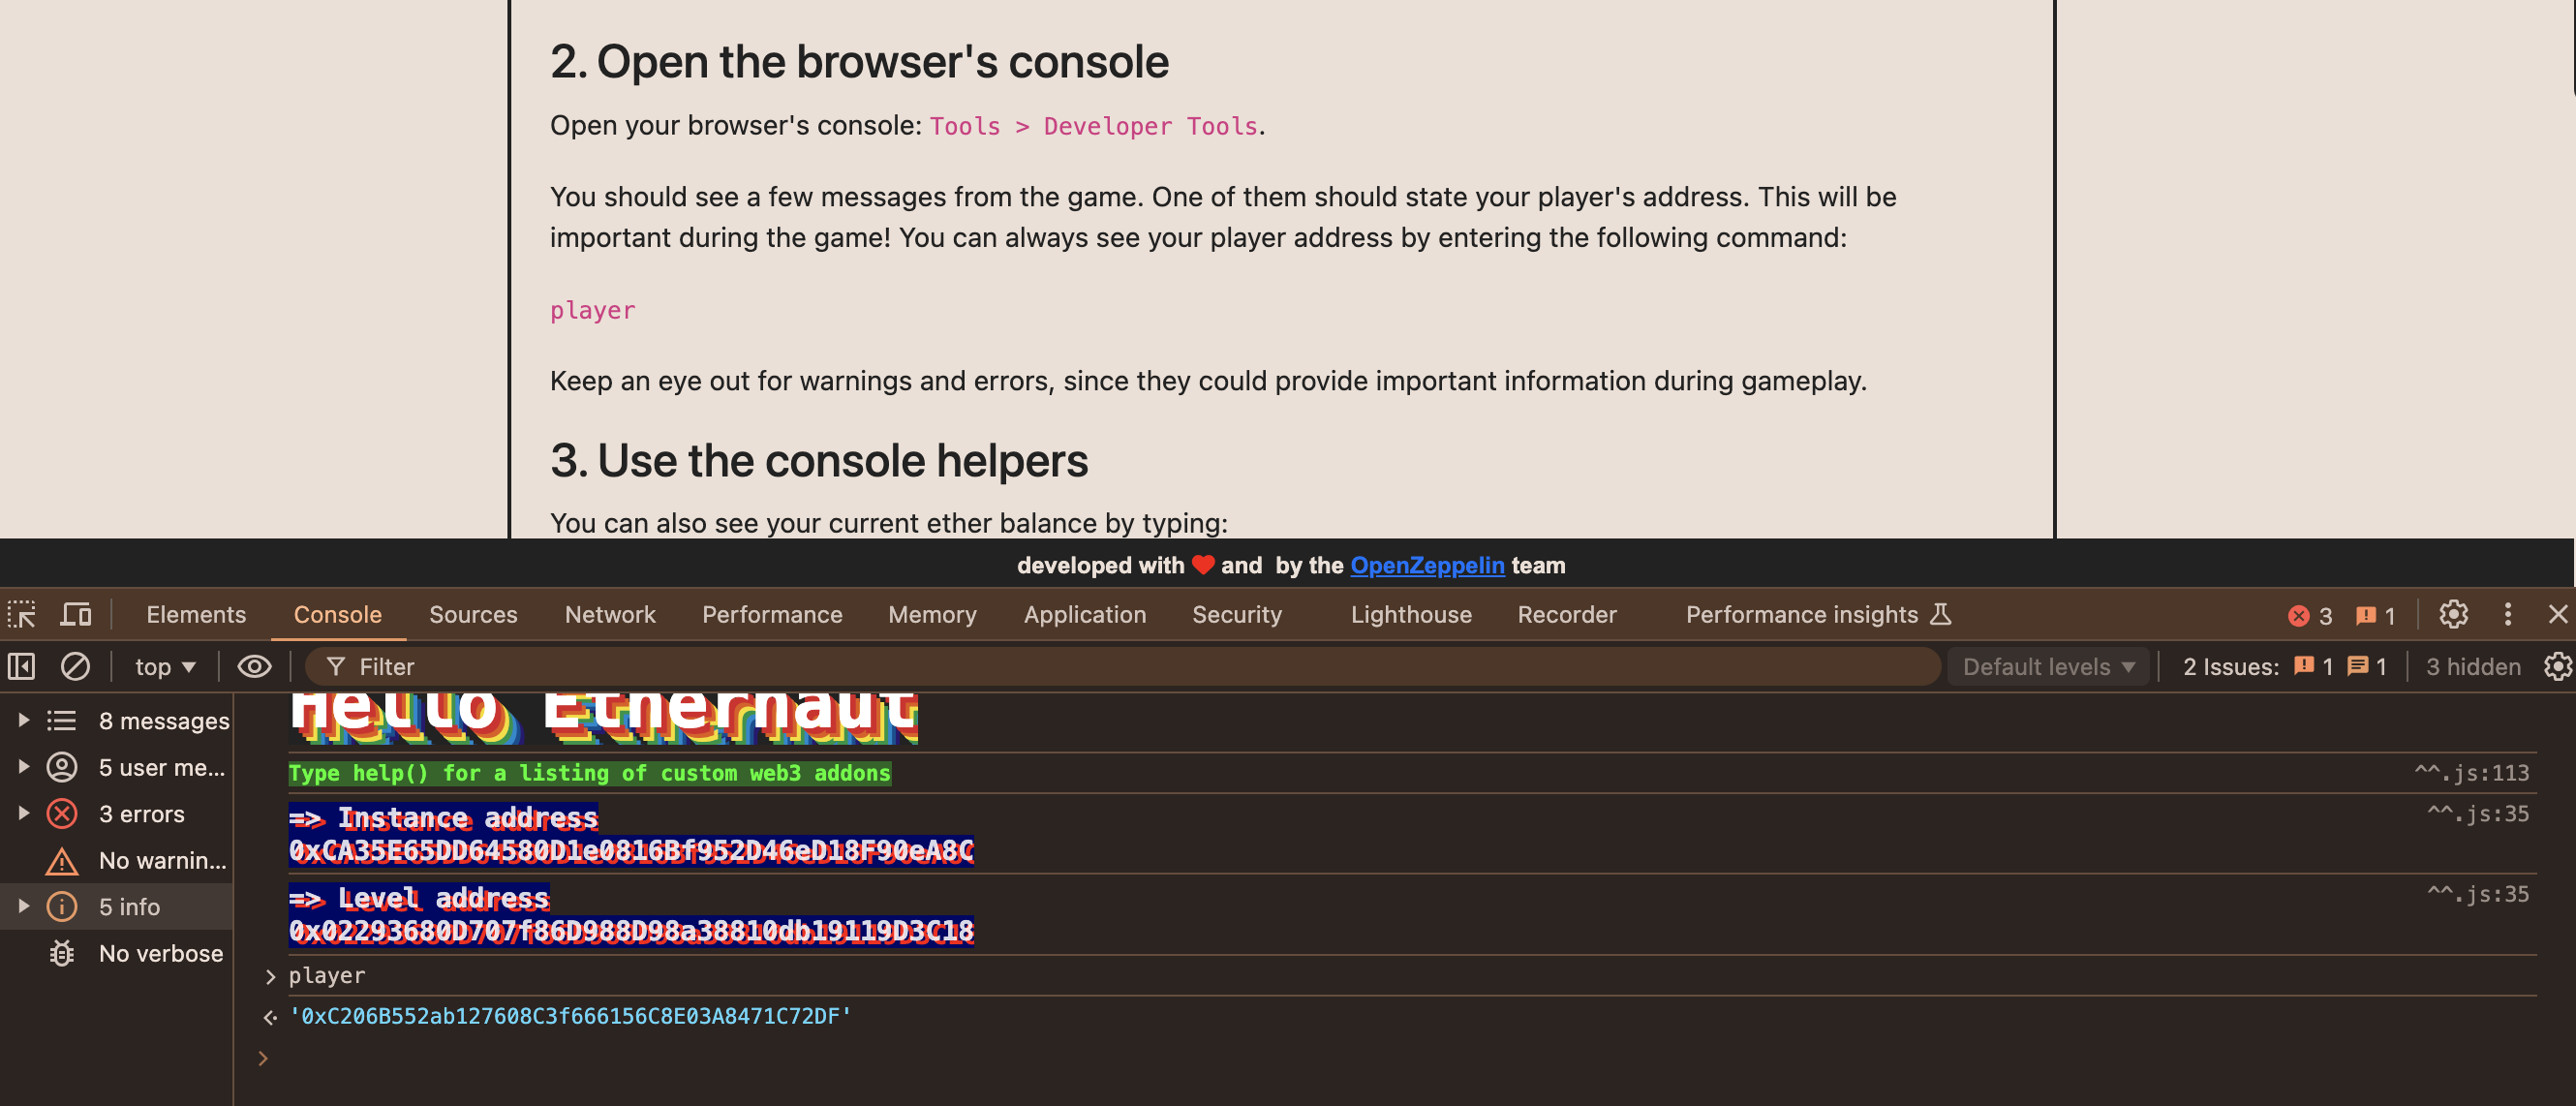 2. Open the browser's console
Open your browser's console: Tools > Developer Tools.
You should see a few messages from the game. One of them should state your player's address. This will be
important during the game! You can always see your player address by entering the following command:
player
Keep an eye out for warnings and errors, since they could provide important information during gameplay.
3. Use the console helpers
You can also see your current ether balance by typing:
developed with ❤ and by the OpenZeppelin team
Elements Console Sources Network Performance Memory Application Security Lighthouse Recorder Performance insights 3 1
top Filter Default levels 2 Issues: 1 1 3 hidden
8 messages
5 user me...
3 errors
No warnin...
5 info
No verbose
Hello Ethernaut
Type help() for a listing of custom web3 addons ^^.js:113
=> Instance address ^^.js:35
0xCA35E65DD64580D1e0816Bf952D46eD18F90eA8C
=> Level address ^^.js:35
0x02293680D707f86D988D98a38810db19119D3C18
> player
'0xC206B552ab127608C3f666156C8E03A8471C72DF'
>